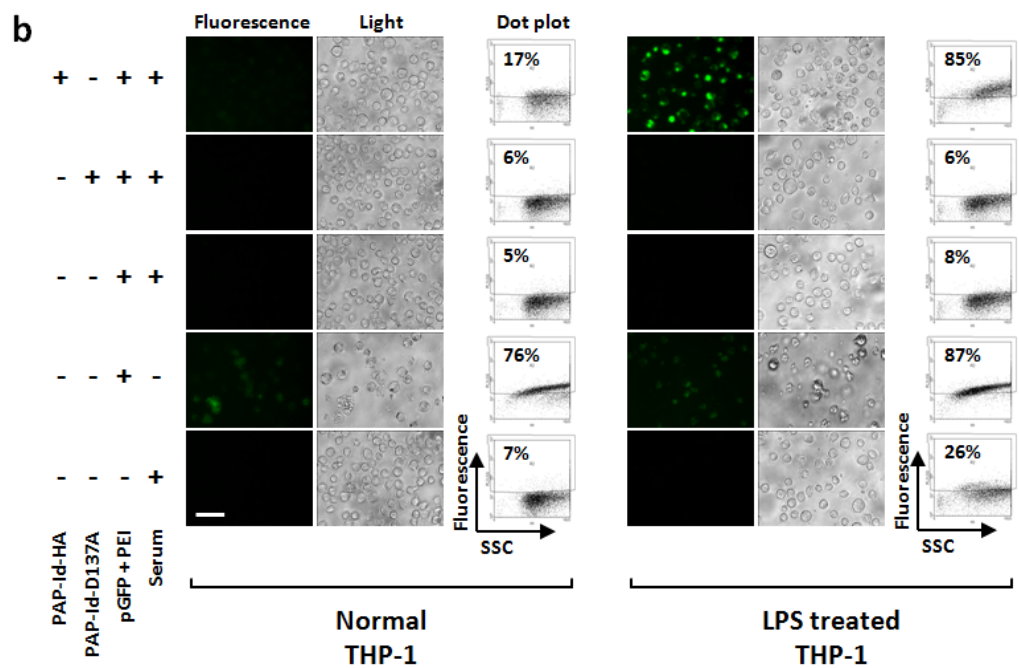 b
Fluorescence Light Dot plot
+ - + + 17% 85%
- + + + 6% 6%
- - + + 5% 8%
- - + - 76% 87%
- - - + 7% 26%
PAP-Id-HA
PAP-Id-D137A
pGFP + PEI
Serum
Fluorescence
SSC
Fluorescence
SSC
Normal
THP-1
LPS treated
THP-1